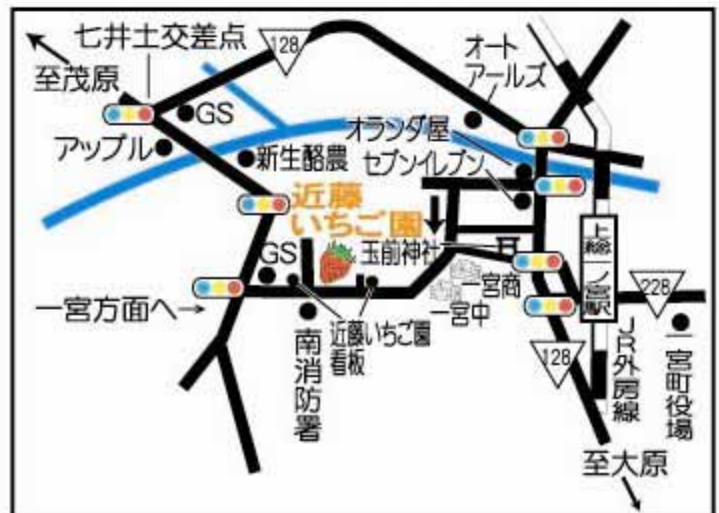 七井土交差点
至茂原
128
オート
アールズ
GS
アップル
新生酪農
オランダ屋
セブンイレブン
近藤
いちご園
玉前神社
GS
一宮商
一宮中
上総一ノ宮駅
228
一宮方面へ→
近藤いちご園
看板
南消防署
128
JR外房線
一宮町役場
至大原